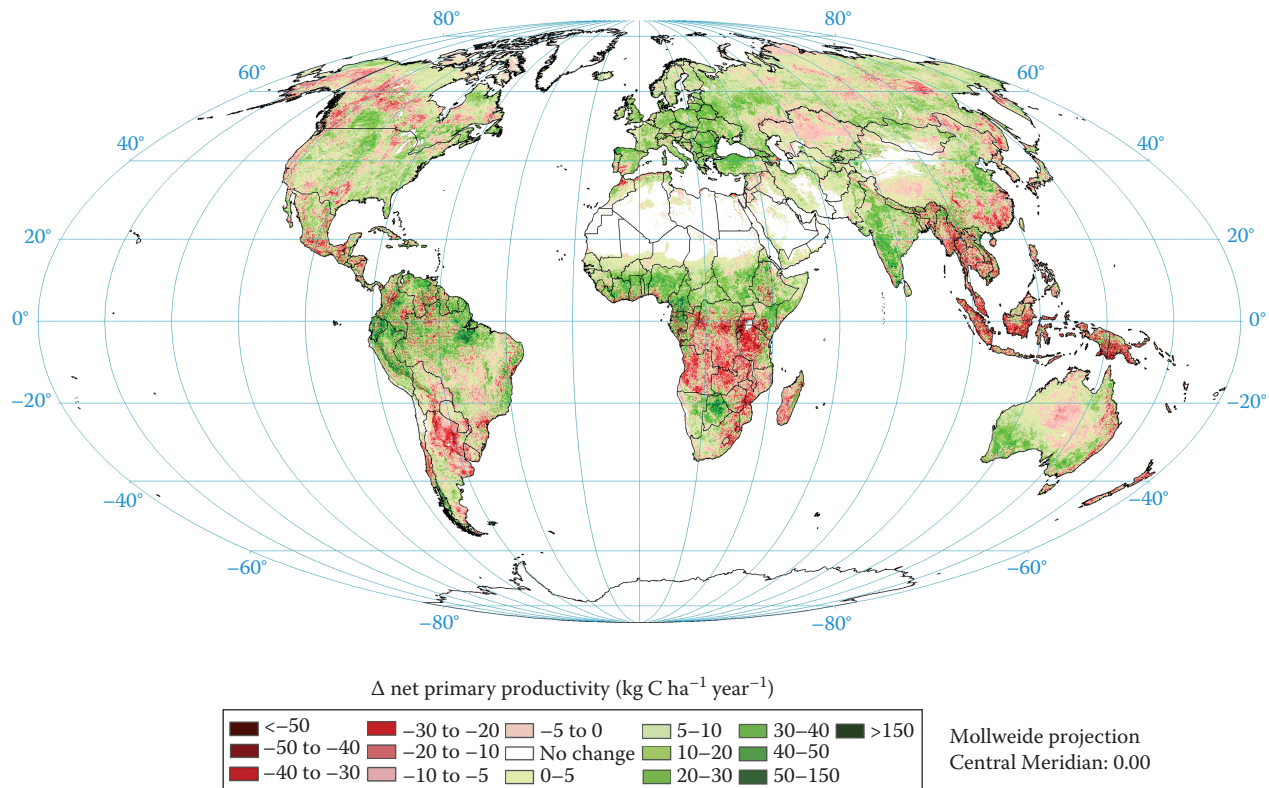 80° 80°
60° 60°
40° 40°
20° 20°
0° 0°
−20° −20°
−40° −40°
−60° −60°
−80° −80°
Δ net primary productivity (kg C ha⁻¹ year⁻¹)
<−50 −30 to −20 −5 to 0 5–10 30–40 >150
−50 to −40 −20 to −10 No change 10–20 40–50
−40 to −30 −10 to −5 0–5 20–30 50–150
Mollweide projection
Central Meridian: 0.00